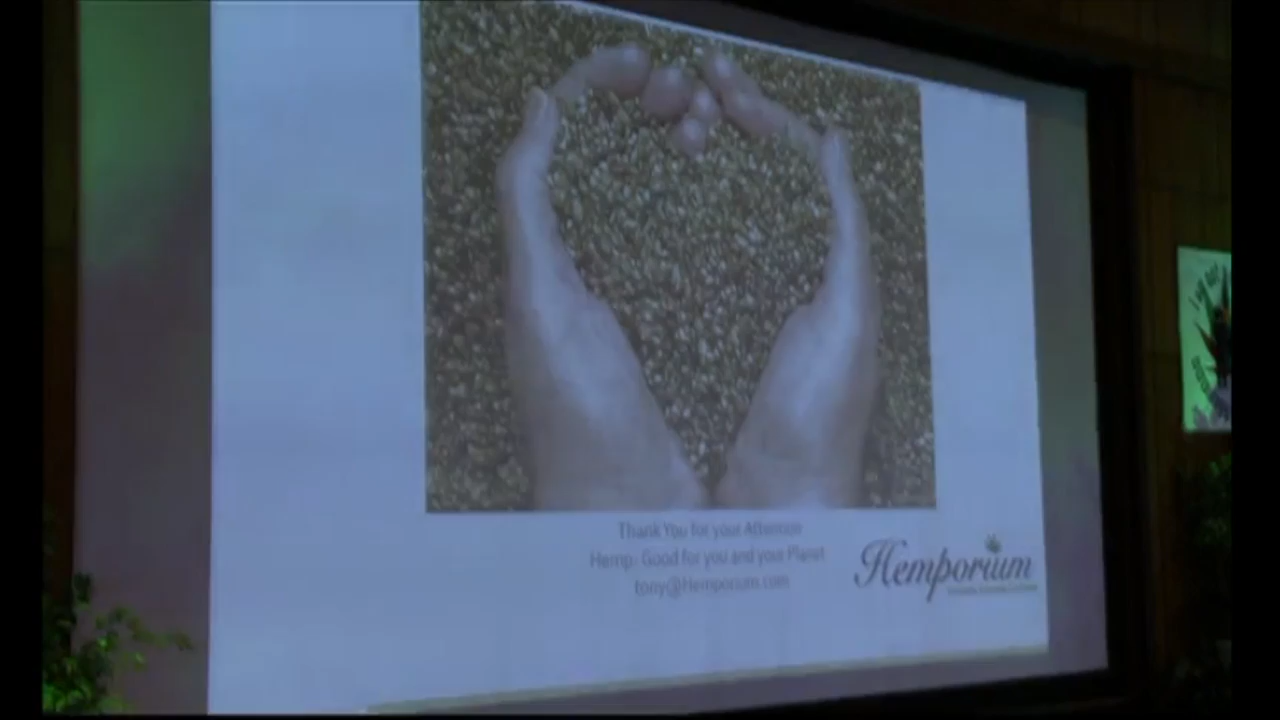 Thank You for your Attention
Hemp: Good for you and your Planet
tony@Hemporium.com
Hemporium